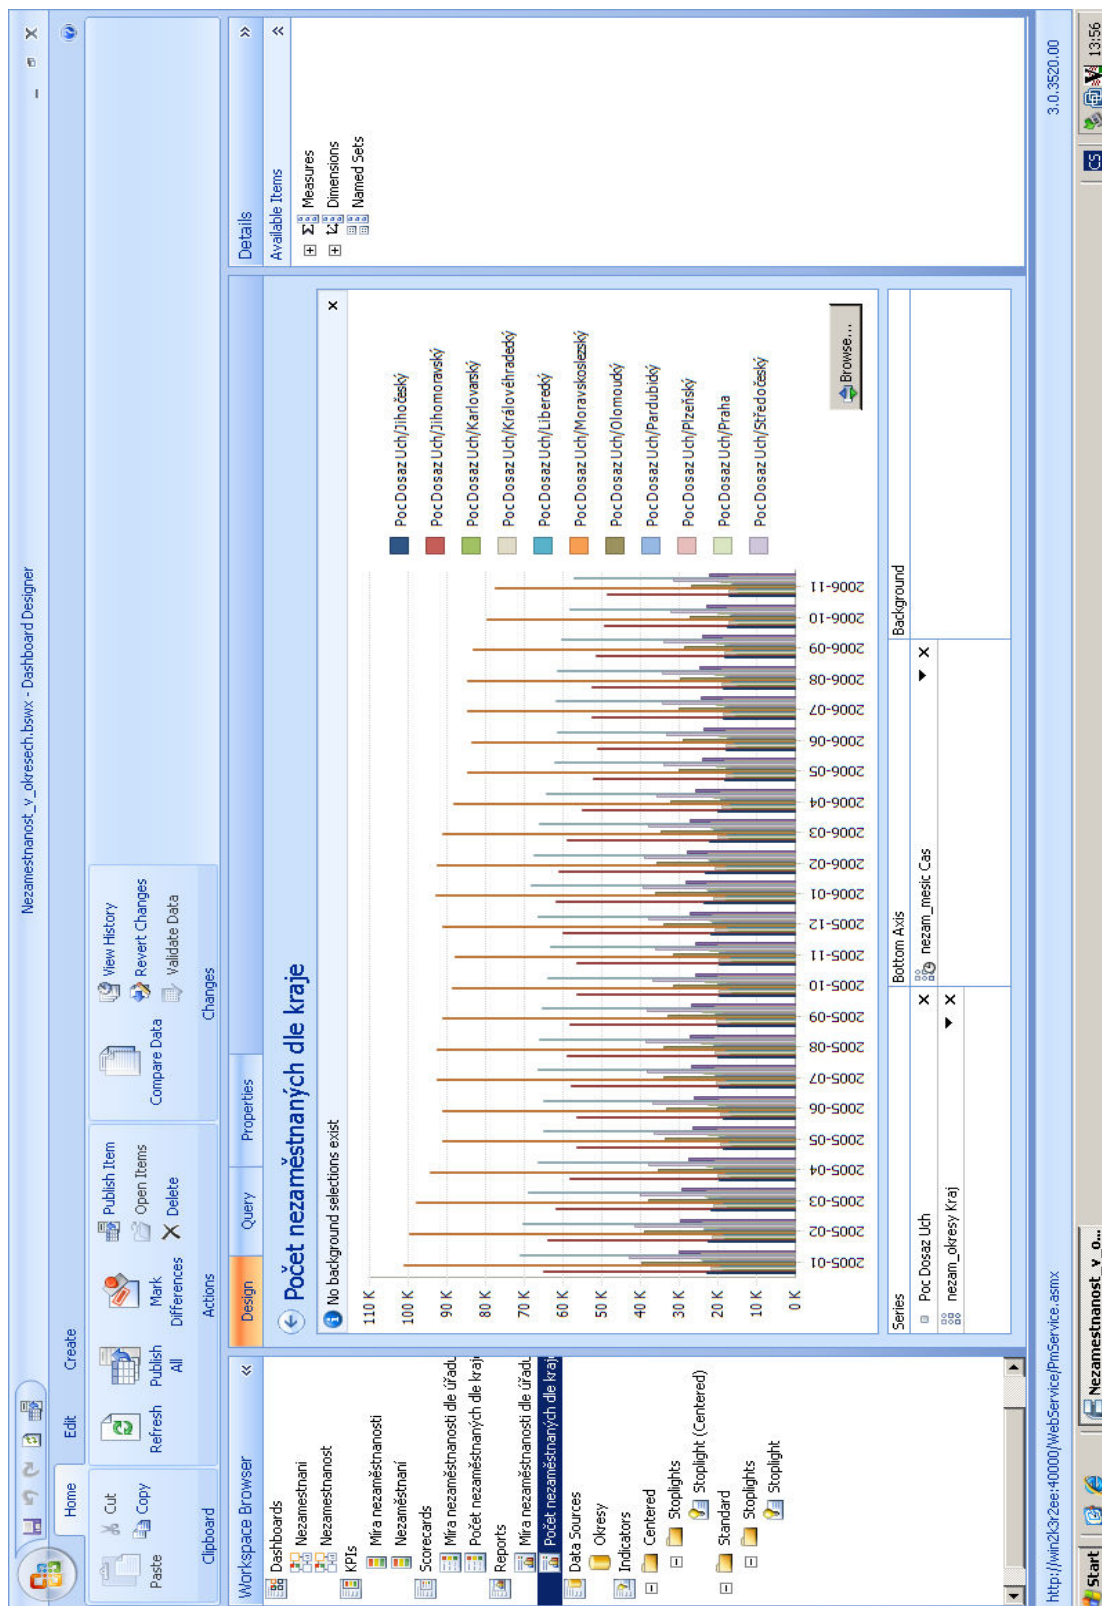 Nezamestnanost_v_okresech.bswx - Dashboard Designer
Home
Edit
Create
Paste
Cut
Copy
Clipboard
Refresh
Publish All
Mark Differences
Publish Item
Open Items
Delete
Actions
Compare Data
View History
Revert Changes
Validate Data
Changes
Workspace Browser
Dashboards
Nezamestnani
Nezamestnanost
KPIs
Míra nezaměstnanosti
Nezaměstnaní
Scorecards
Míra nezaměstnanosti dle úřadu
Počet nezaměstnaných dle kraj
Reports
Míra nezaměstnanosti dle úřadu
Počet nezaměstnaných dle kraj
Data Sources
Okresy
Indicators
Centered
Stoplights
Stoplight (Centered)
Standard
Stoplights
Stoplight
Design
Query
Properties
Počet nezaměstnaných dle kraje
No background selections exist
110 K
100 K
90 K
80 K
70 K
60 K
50 K
40 K
30 K
20 K
10 K
0 K
2005-01
2005-02
2005-03
2005-04
2005-05
2005-06
2005-07
2005-08
2005-09
2005-10
2005-11
2005-12
2006-01
2006-02
2006-03
2006-04
2006-05
2006-06
2006-07
2006-08
2006-09
2006-10
2006-11
Poc Dosaz Uch/Jihočeský
Poc Dosaz Uch/Jihomoravský
Poc Dosaz Uch/Karlovarský
Poc Dosaz Uch/Královéhradecký
Poc Dosaz Uch/Liberecký
Poc Dosaz Uch/Moravskoslezský
Poc Dosaz Uch/Olomoucký
Poc Dosaz Uch/Pardubický
Poc Dosaz Uch/Plzeňský
Poc Dosaz Uch/Praha
Poc Dosaz Uch/Středočeský
Browse...
Series
Poc Dosaz Uch
nezam_okresy Kraj
Bottom Axis
nezam_mesic Cas
Background
Details
Available Items
Measures
Dimensions
Named Sets
http://win2k3r2ee:40000/WebService/PmService.asmx
3.0.3520.00
Start
Nezamestnanost_v_o...
CS
13:56